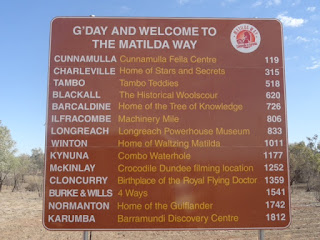 G'DAY AND WELCOME TO
THE MATILDA WAY
CUNNAMULLA Cunnamulla Fella Centre 119
CHARLEVILLE Home of Stars and Secrets 315
TAMBO Tambo Teddies 518
BLACKALL The Historical Woolscour 620
BARCALDINE Home of the Tree of Knowledge 726
ILFRACOMBE Machinery Mile 806
LONGREACH Longreach Powerhouse Museum 833
WINTON Home of Waltzing Matilda 1011
KYNUNA Combo Waterhole 1177
McKINLAY Crocodile Dundee filming location 1252
CLONCURRY Birthplace of the Royal Flying Doctor 1359
BURKE & WILLS 4 Ways 1541
NORMANTON Home of the Gulflander 1742
KARUMBA Barramundi Discovery Centre 1812